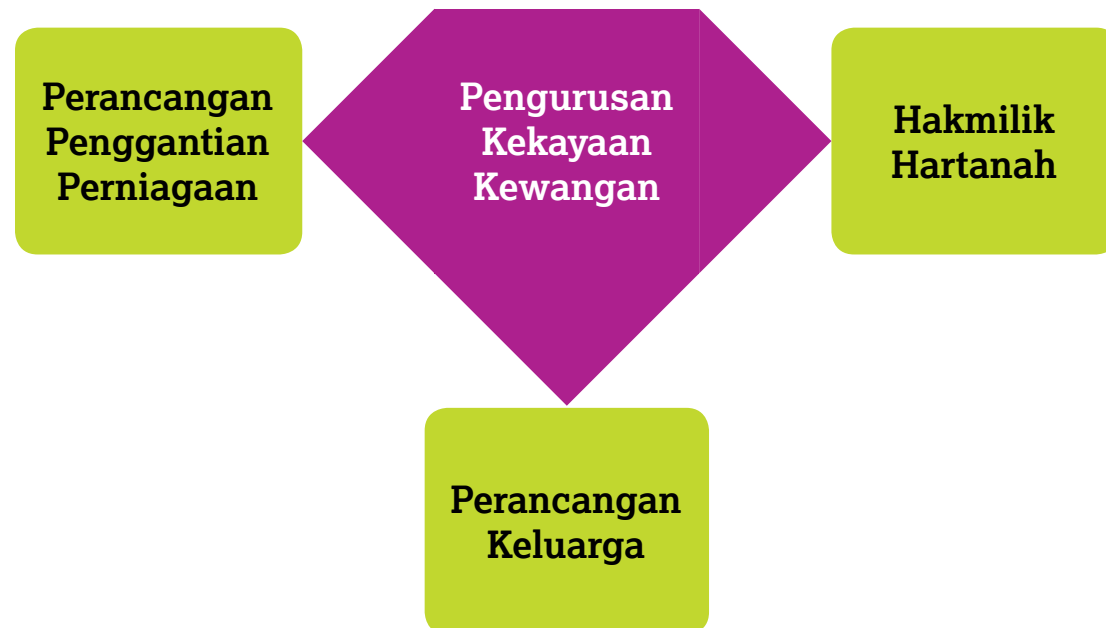 Perancangan
Penggantian
Perniagaan
Pengurusan
Kekayaan
Kewangan
Hakmilik
Hartanah
Perancangan
Keluarga